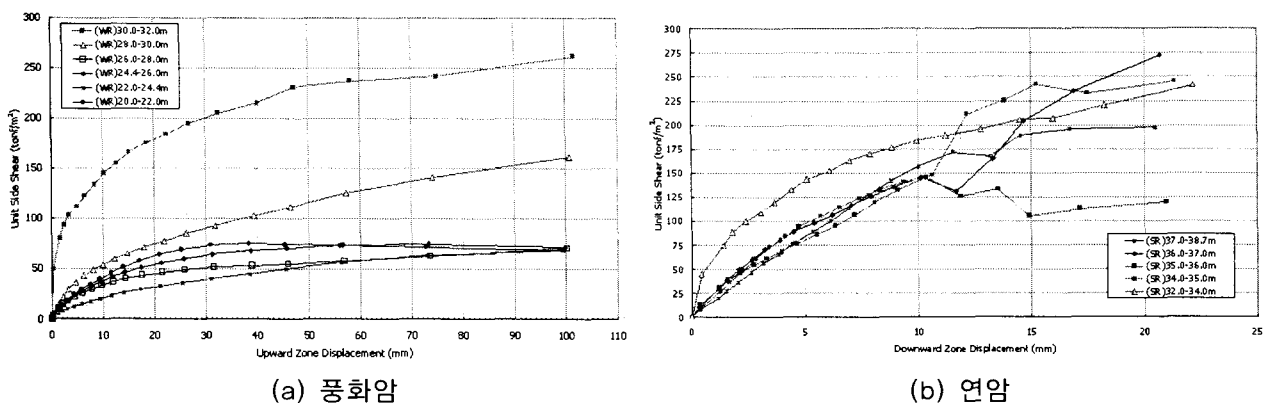 300
250
200
150
100
50
0
Unit Side Shear (tonf/m²)
(WR)30.0-32.0m
(WR)28.0-30.0m
(WR)26.0-28.0m
(WR)24.4-26.0m
(WR)22.0-24.4m
(WR)20.0-22.0m
0 10 20 30 40 50 60 70 80 90 100 110
Upward Zone Displacement (mm)
(a) 풍화암
300
275
250
225
200
175
150
125
100
75
50
25
0
Unit Side Shear (tonf/m²)
(SR)37.0-38.7m
(SR)36.0-37.0m
(SR)35.0-36.0m
(SR)34.0-35.0m
(SR)32.0-34.0m
0 5 10 15 20 25
Downward Zone Displacement (mm)
(b) 연암